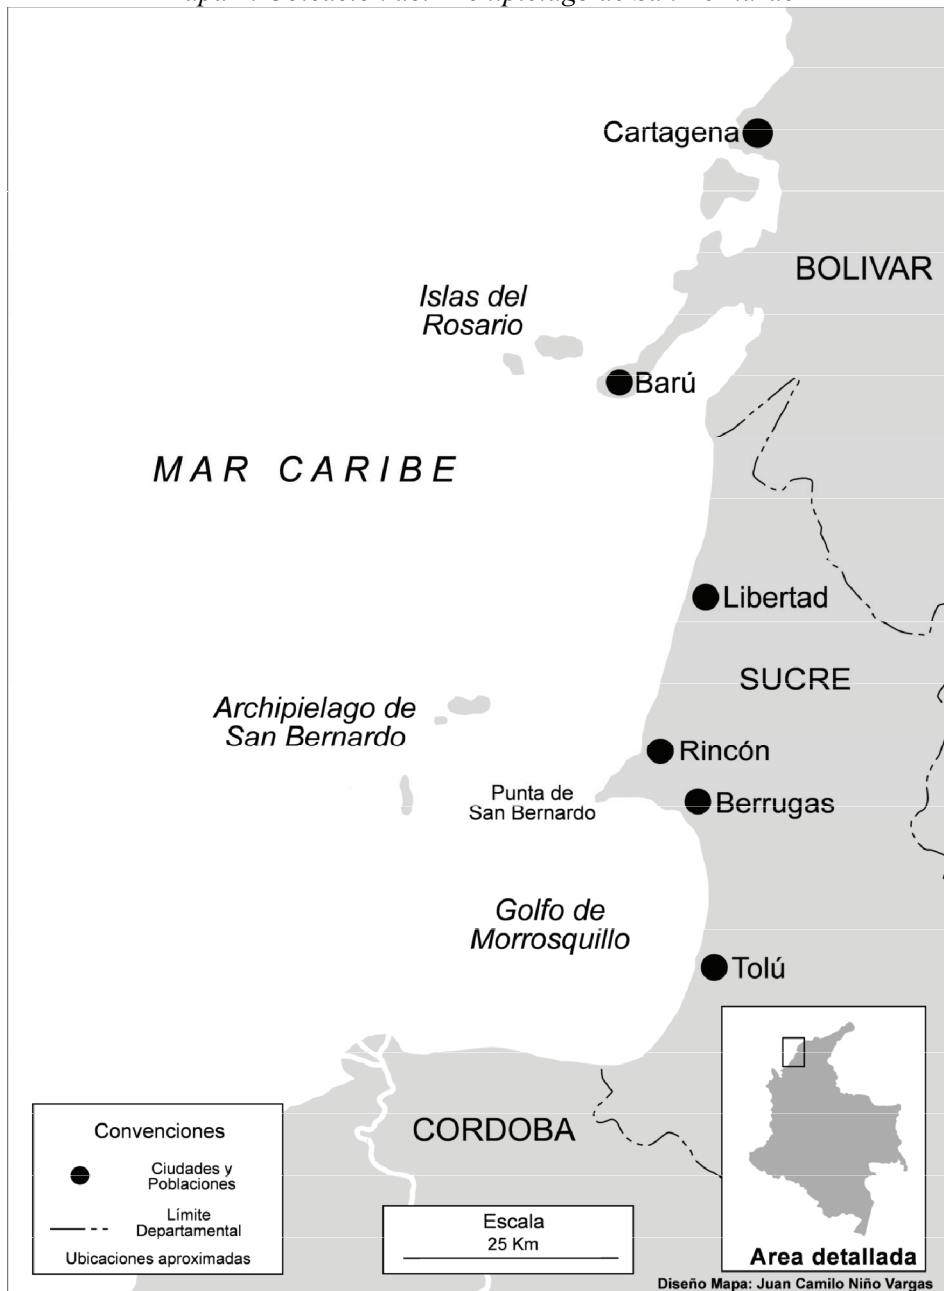 Cartagena
BOLIVAR
Islas del
Rosario
Barú
MAR CARIBE
Libertad
SUCRE
Archipielago de
San Bernardo
Rincón
Punta de
San Bernardo
Berrugas
Golfo de
Morrosquillo
Tolú
CORDOBA
Convenciones
Ciudades y
Poblaciones
Límite
Departamental
Ubicaciones aproximadas
Escala
25 Km
Area detallada
Diseño Mapa: Juan Camilo Niño Vargas